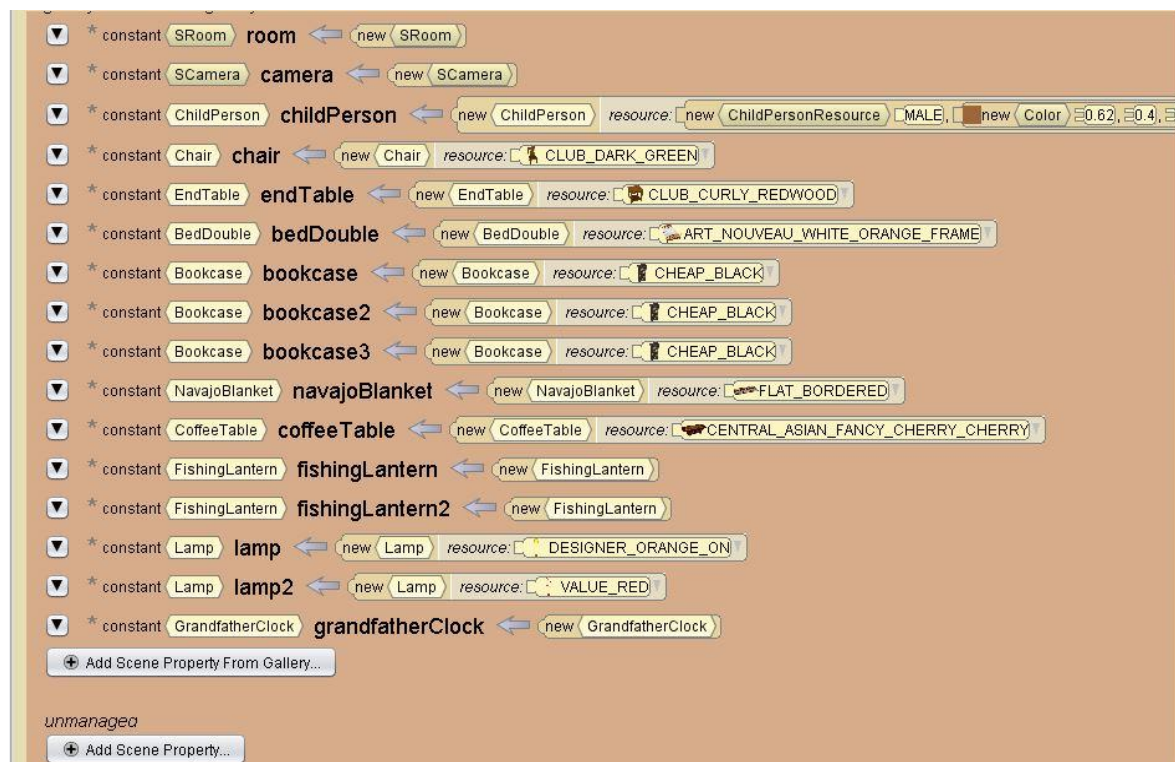 * constant SRoom room new SRoom
* constant SCamera camera new SCamera
* constant ChildPerson childPerson new ChildPerson resource: new ChildPersonResource MALE, new Color 0.62, 0.4,
* constant Chair chair new Chair resource: CLUB_DARK_GREEN
* constant EndTable endTable new EndTable resource: CLUB_CURLY_REDWOOD
* constant BedDouble bedDouble new BedDouble resource: ART_NOUVEAU_WHITE_ORANGE_FRAME
* constant Bookcase bookcase new Bookcase resource: CHEAP_BLACK
* constant Bookcase bookcase2 new Bookcase resource: CHEAP_BLACK
* constant Bookcase bookcase3 new Bookcase resource: CHEAP_BLACK
* constant NavajoBlanket navajoBlanket new NavajoBlanket resource: FLAT_BORDERED
* constant CoffeeTable coffeeTable new CoffeeTable resource: CENTRAL_ASIAN_FANCY_CHERRY_CHERRY
* constant FishingLantern fishingLantern new FishingLantern
* constant FishingLantern fishingLantern2 new FishingLantern
* constant Lamp lamp new Lamp resource: DESIGNER_ORANGE_ON
* constant Lamp lamp2 new Lamp resource: VALUE_RED
* constant GrandfatherClock grandfatherClock new GrandfatherClock
Add Scene Property From Gallery...
unmanaged
Add Scene Property...